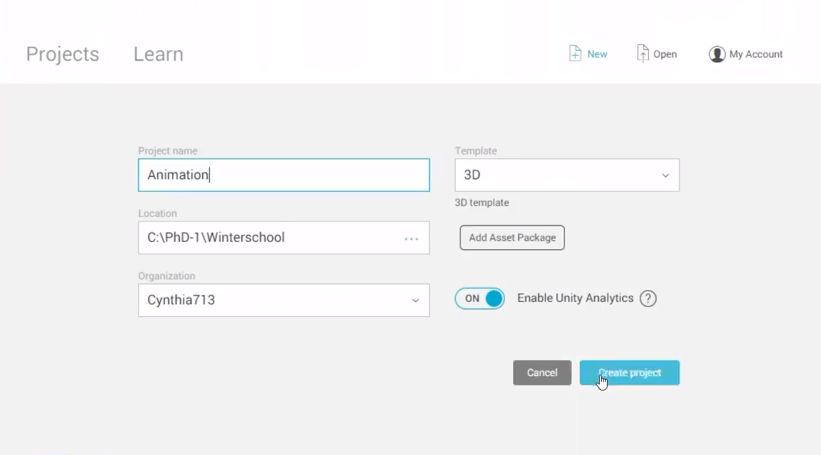 Projects
Learn
New
Open
My Account
Project name
Animation
Location
C:\PhD-1\Winterschool
Organization
Cynthia713
Template
3D
3D template
Add Asset Package
ON
Enable Unity Analytics
?
Cancel
Create project